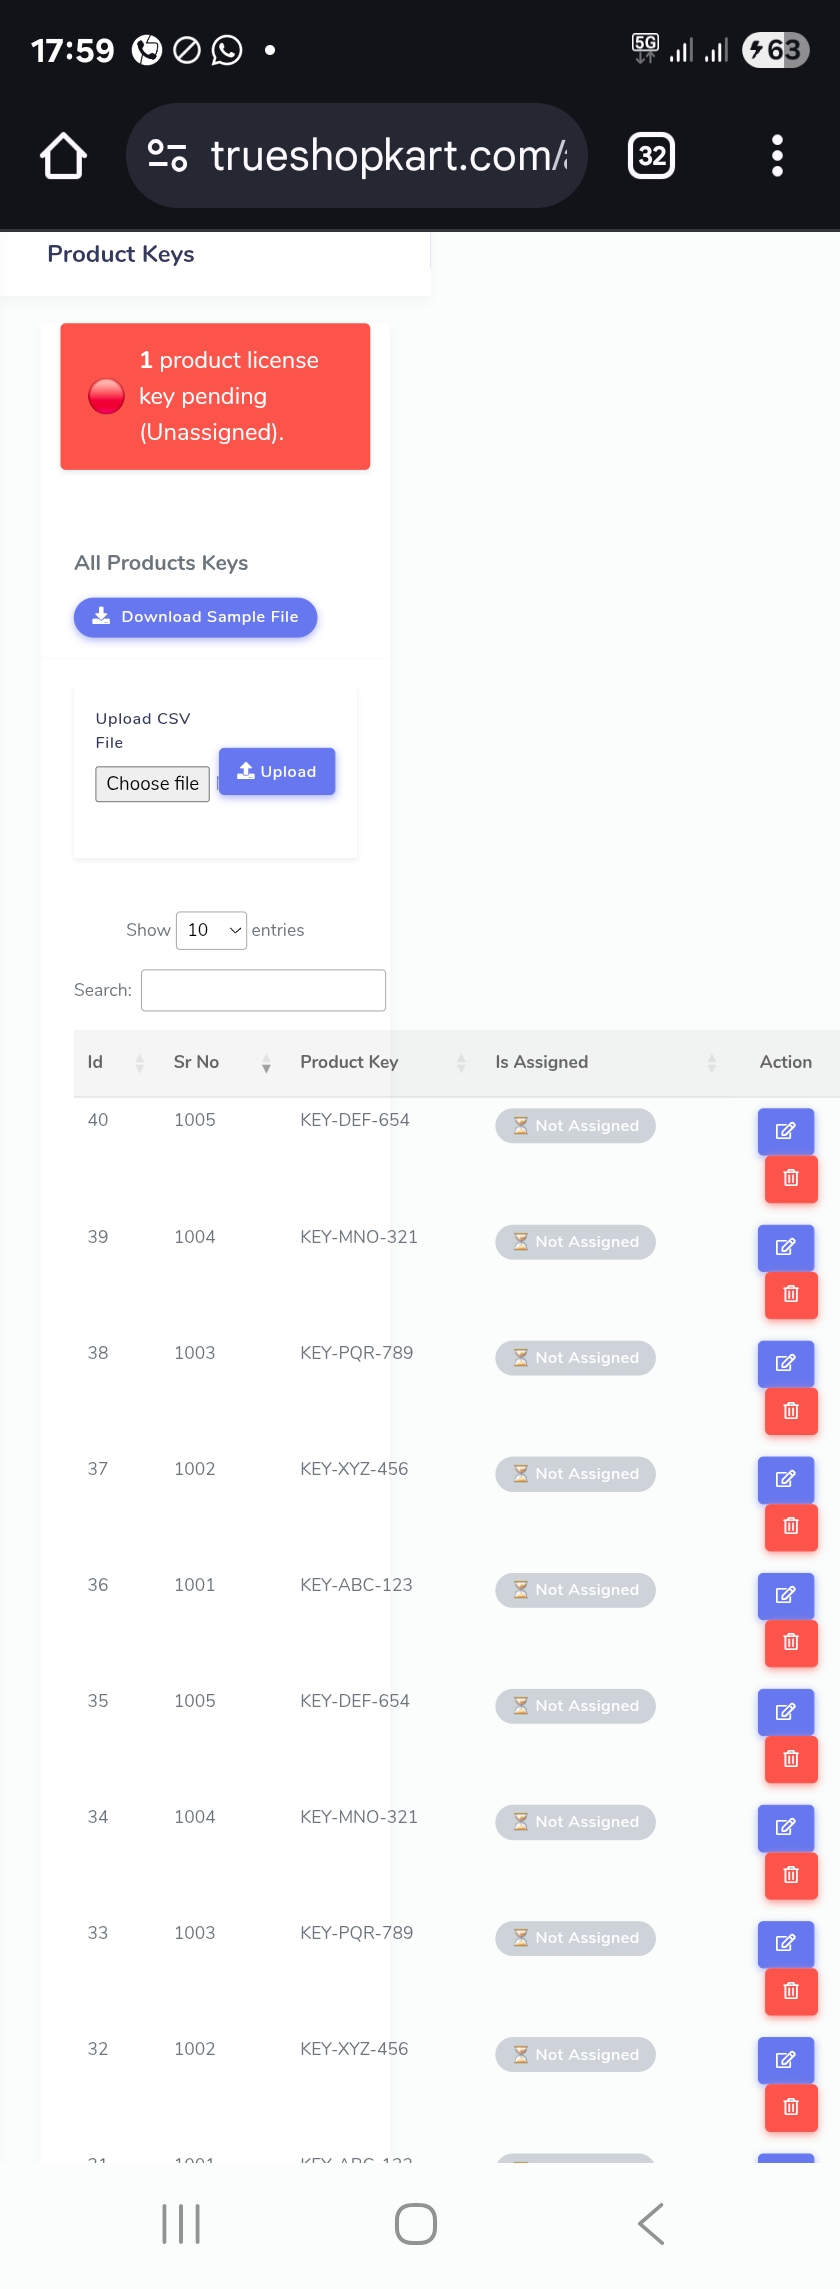 17:59
5G
63
trueshopkart.com/
32
Product Keys
1 product license
key pending
(Unassigned).
All Products Keys
Download Sample File
Upload CSV
File
Choose file
Upload
Show 10 entries
Search:
Id Sr No Product Key Is Assigned Action
40 1005 KEY-DEF-654 Not Assigned
39 1004 KEY-MNO-321 Not Assigned
38 1003 KEY-PQR-789 Not Assigned
37 1002 KEY-XYZ-456 Not Assigned
36 1001 KEY-ABC-123 Not Assigned
35 1005 KEY-DEF-654 Not Assigned
34 1004 KEY-MNO-321 Not Assigned
33 1003 KEY-PQR-789 Not Assigned
32 1002 KEY-XYZ-456 Not Assigned
31 1001 KEY-ABC-123